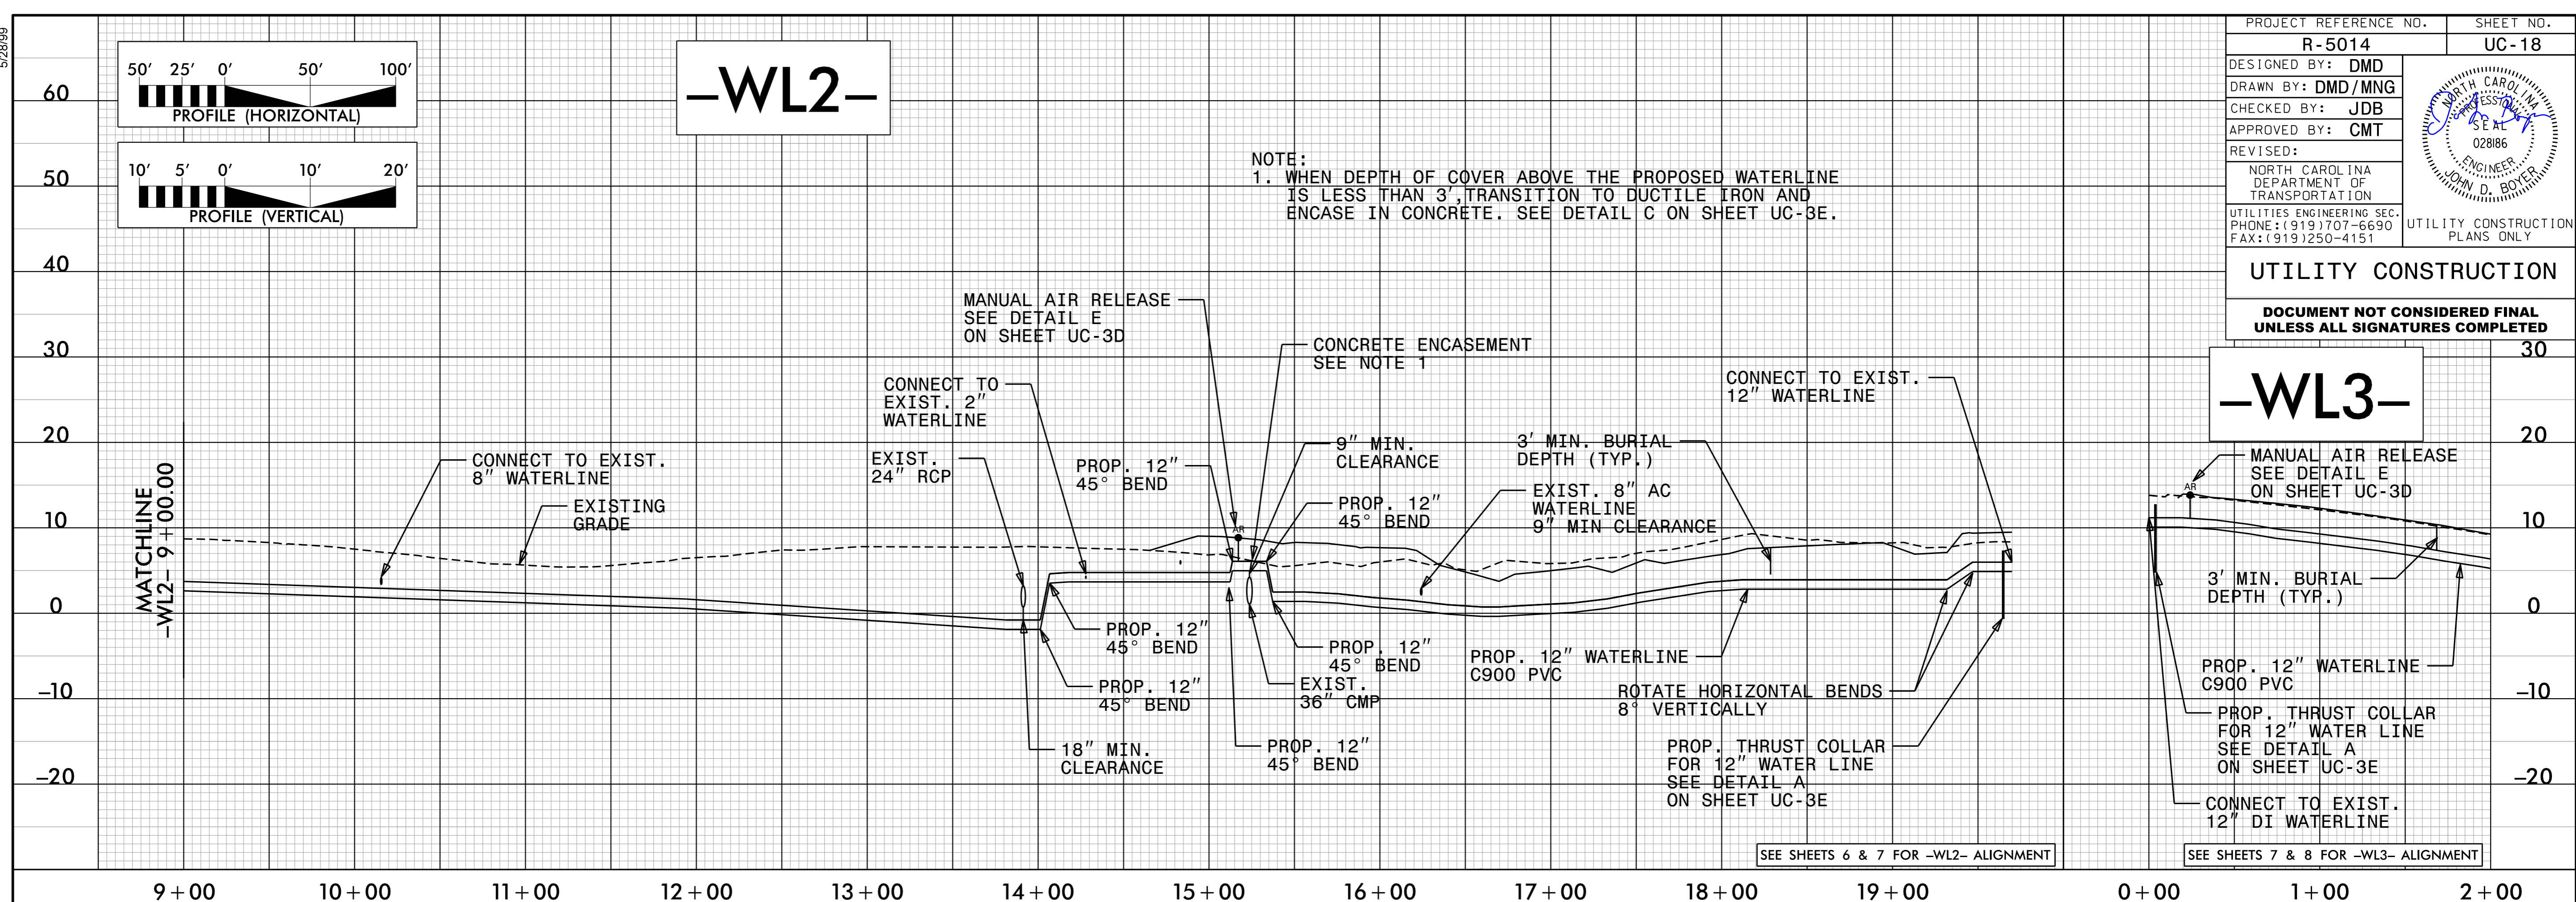 5/28/99
50' 25' 0' 50' 100'
PROFILE (HORIZONTAL)
10' 5' 0' 10' 20'
PROFILE (VERTICAL)
–WL2–
NOTE:
1. WHEN DEPTH OF COVER ABOVE THE PROPOSED WATERLINE
IS LESS THAN 3', TRANSITION TO DUCTILE IRON AND
ENCASE IN CONCRETE. SEE DETAIL C ON SHEET UC-3E.
PROJECT REFERENCE NO. SHEET NO.
R-5014 UC-18
DESIGNED BY: DMD
DRAWN BY: DMD/MNG
CHECKED BY: JDB
APPROVED BY: CMT
REVISED:
NORTH CAROLINA
DEPARTMENT OF
TRANSPORTATION
UTILITIES ENGINEERING SEC.
PHONE:(919)707-6690
FAX:(919)250-4151
NORTH CAROLINA
PROFESSIONAL
SEAL
028186
ENGINEER
JOHN D. BOYER
UTILITY CONSTRUCTION
PLANS ONLY
UTILITY CONSTRUCTION
DOCUMENT NOT CONSIDERED FINAL
UNLESS ALL SIGNATURES COMPLETED
60
50
40
30
20
10
0
–10
–20
MATCHLINE
–WL2– 9+00.00
CONNECT TO EXIST.
8" WATERLINE
EXISTING
GRADE
EXIST.
24" RCP
CONNECT TO
EXIST. 2"
WATERLINE
MANUAL AIR RELEASE
SEE DETAIL E
ON SHEET UC-3D
PROP. 12"
45° BEND
AR
CONCRETE ENCASEMENT
SEE NOTE 1
9" MIN.
CLEARANCE
PROP. 12"
45° BEND
EXIST. 8" AC
WATERLINE
9" MIN CLEARANCE
3' MIN. BURIAL
DEPTH (TYP.)
CONNECT TO EXIST.
12" WATERLINE
PROP. 12"
45° BEND
PROP. 12"
45° BEND
18" MIN.
CLEARANCE
PROP. 12"
45° BEND
EXIST.
36" CMP
PROP. 12"
45° BEND
PROP. 12" WATERLINE
C900 PVC
ROTATE HORIZONTAL BENDS
8° VERTICALLY
PROP. THRUST COLLAR
FOR 12" WATER LINE
SEE DETAIL A
ON SHEET UC-3E
SEE SHEETS 6 & 7 FOR –WL2– ALIGNMENT
–WL3–
30
20
10
0
–10
–20
AR
MANUAL AIR RELEASE
SEE DETAIL E
ON SHEET UC-3D
3' MIN. BURIAL
DEPTH (TYP.)
PROP. 12" WATERLINE
C900 PVC
PROP. THRUST COLLAR
FOR 12" WATER LINE
SEE DETAIL A
ON SHEET UC-3E
CONNECT TO EXIST.
12" DI WATERLINE
SEE SHEETS 7 & 8 FOR –WL3– ALIGNMENT
9+00 10+00 11+00 12+00 13+00 14+00 15+00 16+00 17+00 18+00 19+00 0+00 1+00 2+00